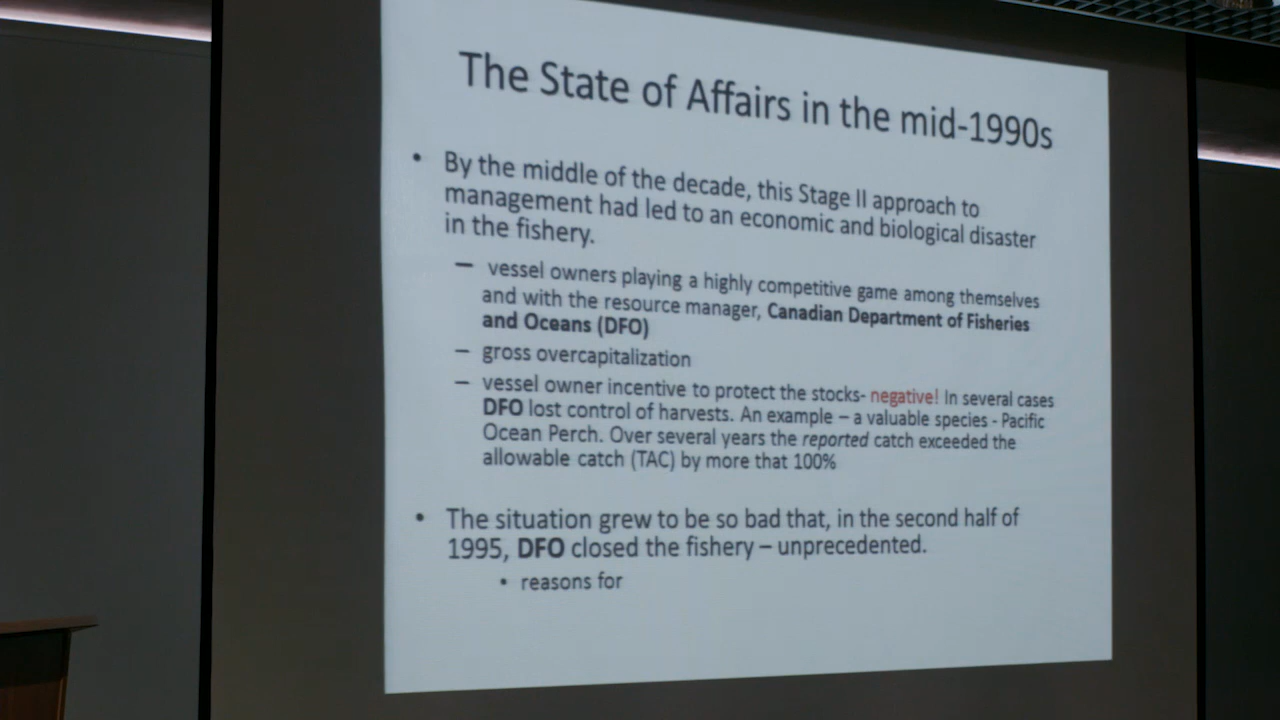 The State of Affairs in the mid-1990s
• By the middle of the decade, this Stage II approach to
management had led to an economic and biological disaster
in the fishery.
– vessel owners playing a highly competitive game among themselves
and with the resource manager, Canadian Department of Fisheries
and Oceans (DFO)
– gross overcapitalization
– vessel owner incentive to protect the stocks- negative! In several cases
DFO lost control of harvests. An example – a valuable species - Pacific
Ocean Perch. Over several years the reported catch exceeded the
allowable catch (TAC) by more that 100%
• The situation grew to be so bad that, in the second half of
1995, DFO closed the fishery – unprecedented.
• reasons for